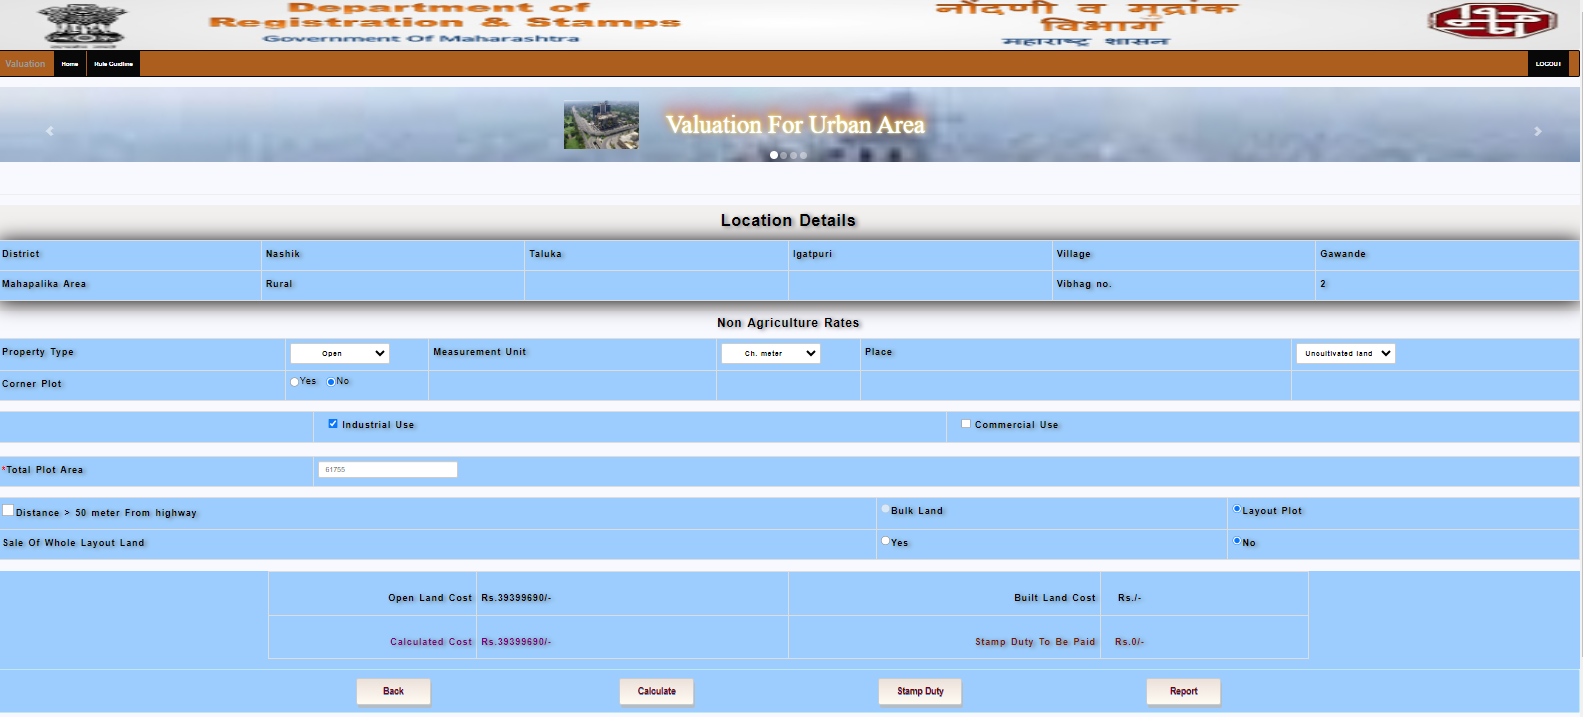 Department of
Registration & Stamps
Government Of Maharashtra
नोंदणी व मुद्रांक
विभाग
महाराष्ट्र शासन
Valuation Home Rule Guidline LOGOUT
Valuation For Urban Area
Location Details
District Nashik Taluka Igatpuri Village Gawande
Mahapalika Area Rural Vibhag no. 2
Non Agriculture Rates
Property Type Open Measurement Unit Ch. meter Place Uncultivated land
Corner Plot Yes No
Industrial Use Commercial Use
*Total Plot Area 61755
Distance > 50 meter From highway Bulk Land Layout Plot
Sale Of Whole Layout Land Yes No
Open Land Cost Rs.39399690/- Built Land Cost Rs./-
Calculated Cost Rs.39399690/- Stamp Duty To Be Paid Rs.0/-
Back Calculate Stamp Duty Report